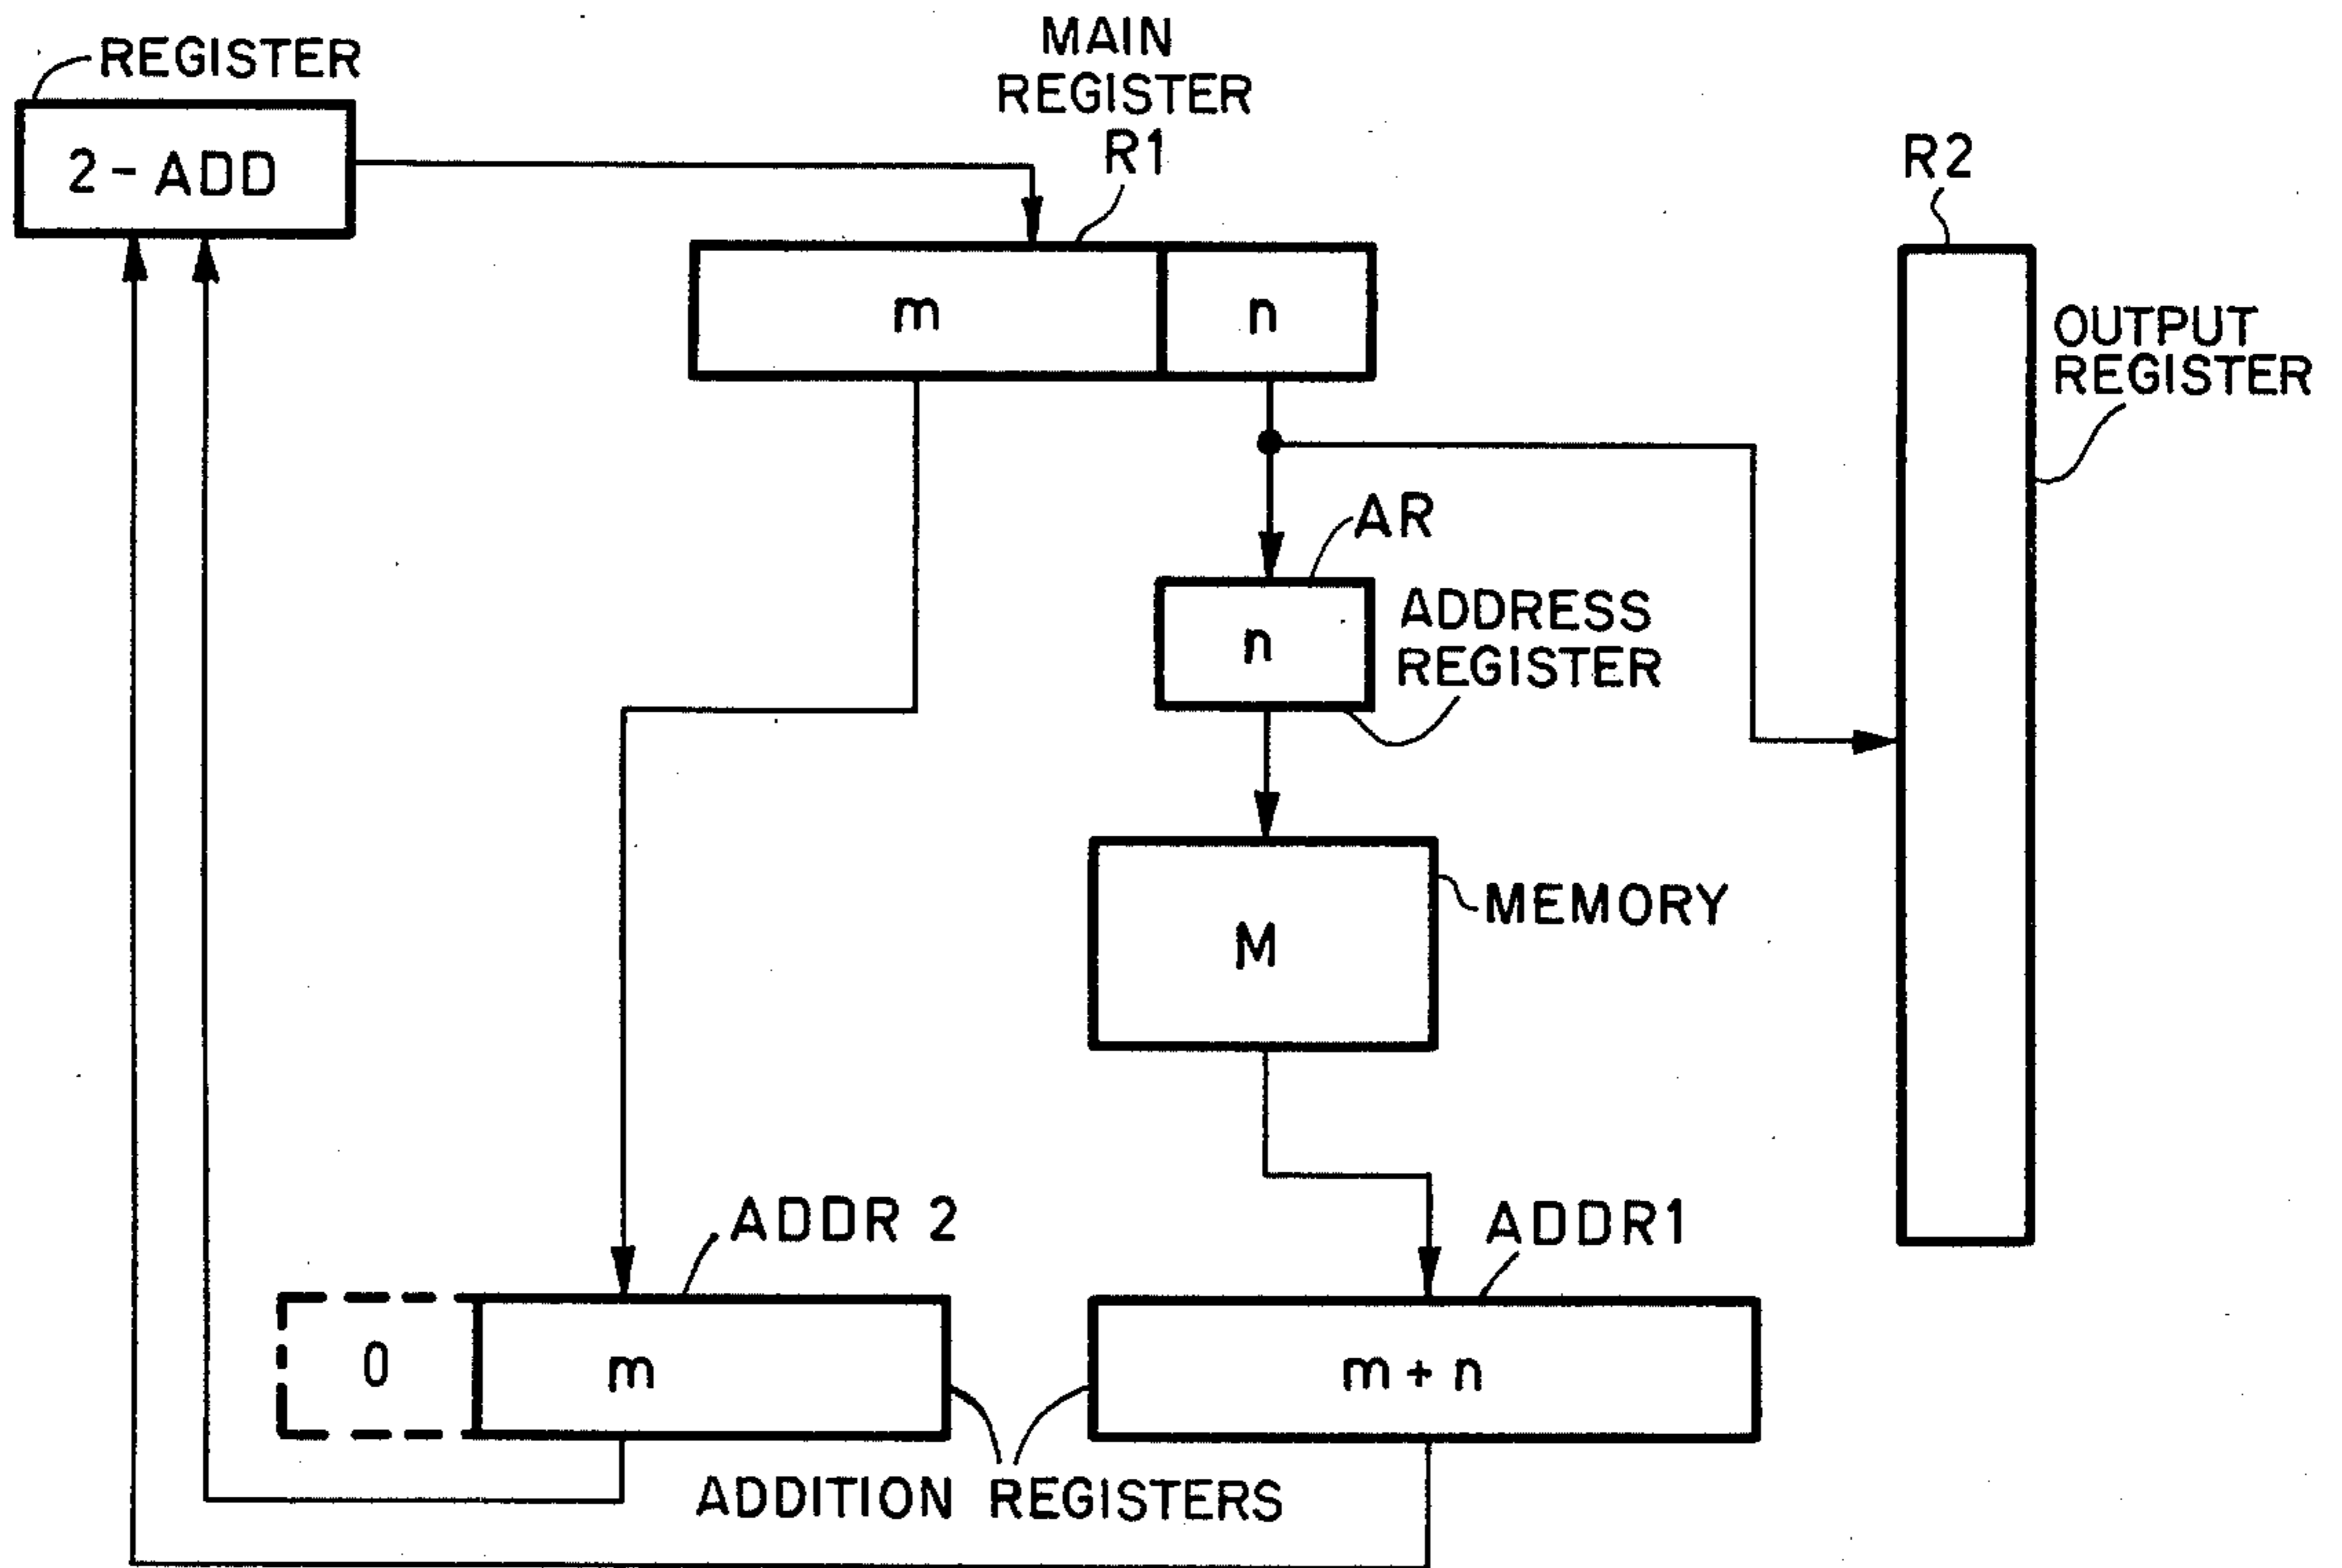 REGISTER
2-ADD
MAIN
REGISTER
R1
m
n
R2
OUTPUT
REGISTER
AR
n
ADDRESS
REGISTER
M
MEMORY
ADDR 2
0
m
ADDR1
m+n
ADDITION REGISTERS